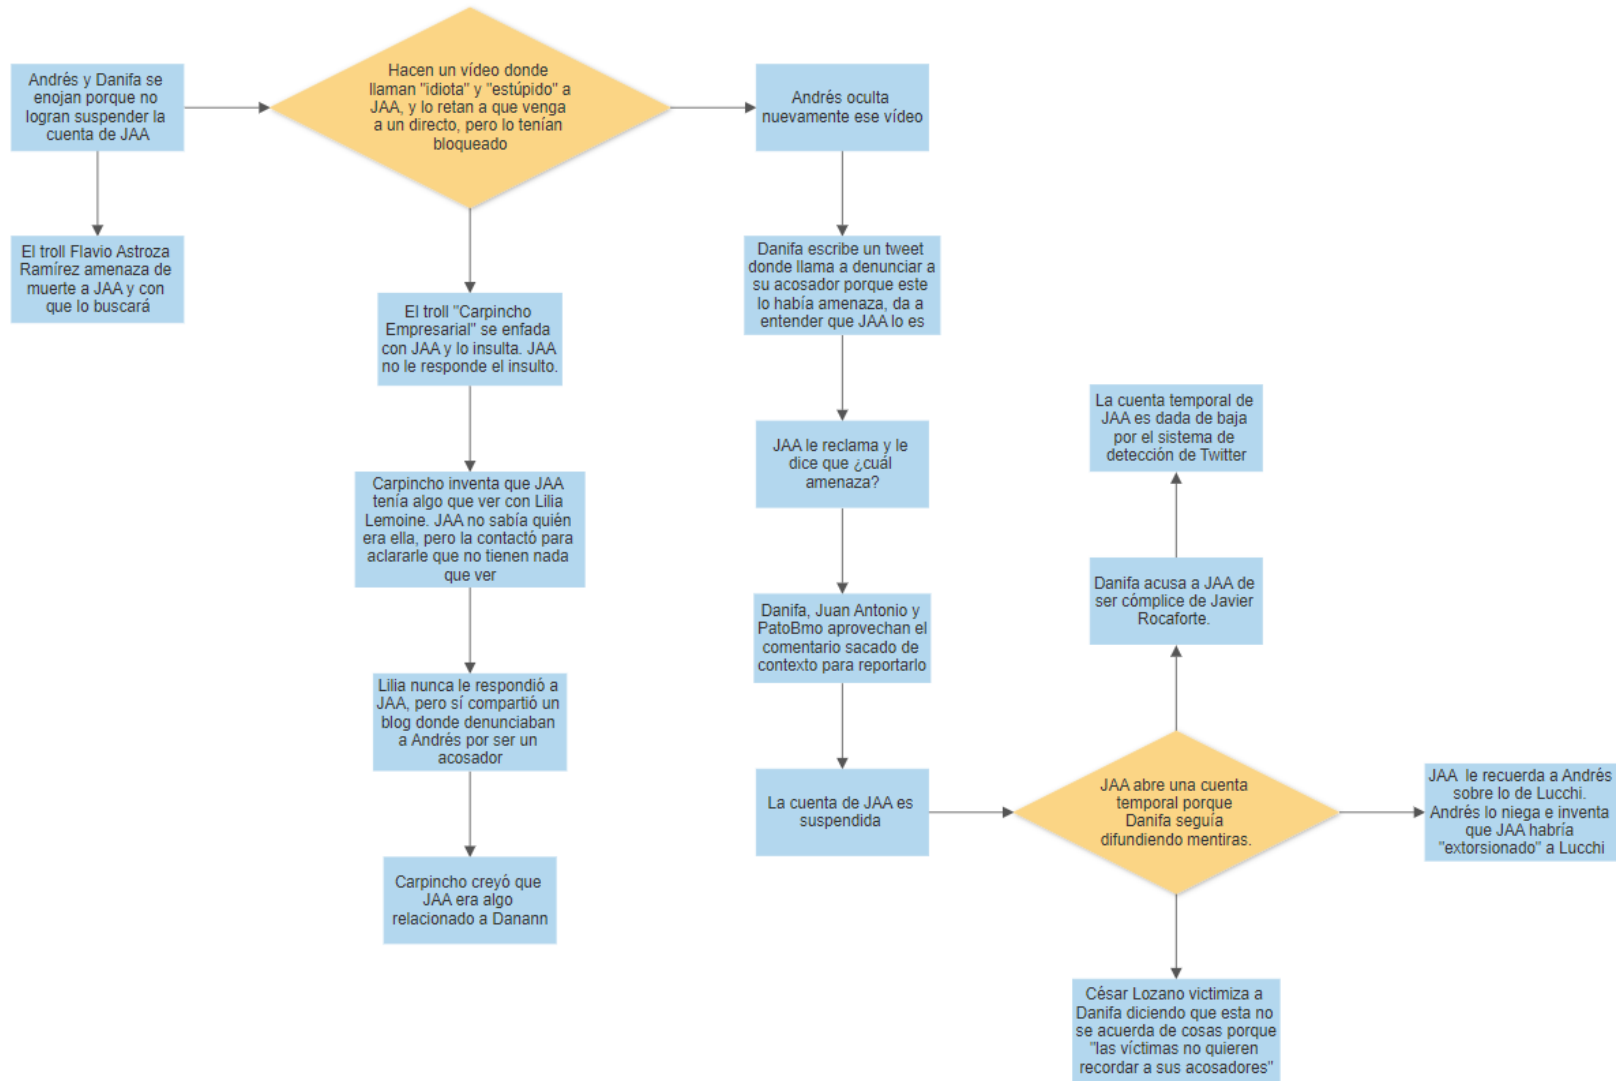 Andrés y Danifa se
enojan porque no
logran suspender la
cuenta de JAA
Hacen un vídeo donde
llaman "idiota" y "estúpido" a
JAA, y lo retan a que venga
a un directo, pero lo tenían
bloqueado
Andrés oculta
nuevamente ese vídeo
El troll Flavio Astroza
Ramírez amenaza de
muerte a JAA y con
que lo buscará
El troll "Carpincho
Empresarial" se enfada
con JAA y lo insulta. JAA
no le responde el insulto.
Carpincho inventa que JAA
tenía algo que ver con Lilia
Lemoine. JAA no sabía quién
era ella, pero la contactó para
aclararle que no tienen nada
que ver
Lilia nunca le respondió a
JAA, pero sí compartió un
blog donde denunciaban
a Andrés por ser un
acosador
Carpincho creyó que
JAA era algo
relacionado a Danann
Danifa escribe un tweet
donde llama a denunciar a
su acosador porque este
lo había amenaza, da a
entender que JAA lo es
JAA le reclama y le
dice que ¿cuál
amenaza?
Danifa, Juan Antonio y
PatoBmo aprovechan el
comentario sacado de
contexto para reportarlo
La cuenta de JAA es
suspendida
JAA abre una cuenta
temporal porque
Danifa seguía
difundiendo mentiras.
Danifa acusa a JAA de
ser cómplice de Javier
Rocaforte.
La cuenta temporal de
JAA es dada de baja
por el sistema de
detección de Twitter
JAA le recuerda a Andrés
sobre lo de Lucchi.
Andrés lo niega e inventa
que JAA habría
"extorsionado" a Lucchi
César Lozano victimiza a
Danifa diciendo que esta no
se acuerda de cosas porque
"las víctimas no quieren
recordar a sus acosadores"